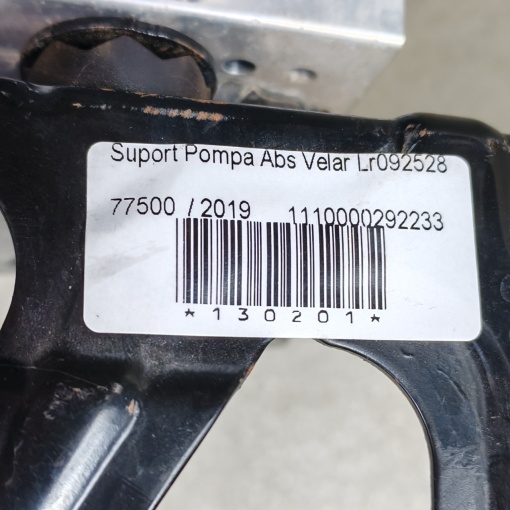 Suport Pompa Abs Velar Lr092528
77500 / 2019 1110000292233
*130201*